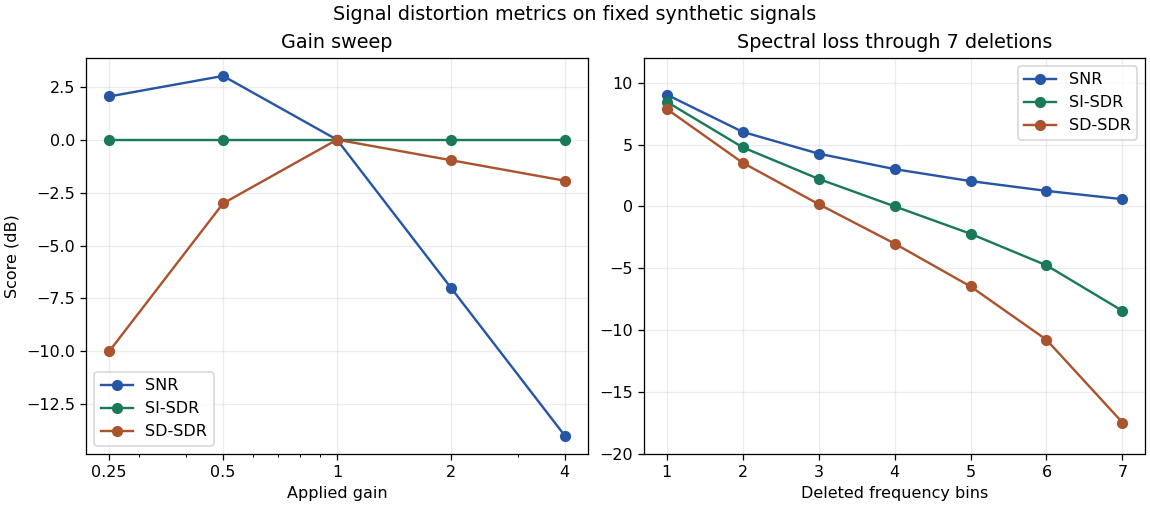 Signal distortion metrics on fixed synthetic signals
Gain sweep
Score (dB)
2.5
0.0
−2.5
−5.0
−7.5
−10.0
−12.5
SNR
SI-SDR
SD-SDR
0.25
0.5
1
2
4
Applied gain
Spectral loss through 7 deletions
10
5
0
−5
−10
−15
−20
SNR
SI-SDR
SD-SDR
1
2
3
4
5
6
7
Deleted frequency bins